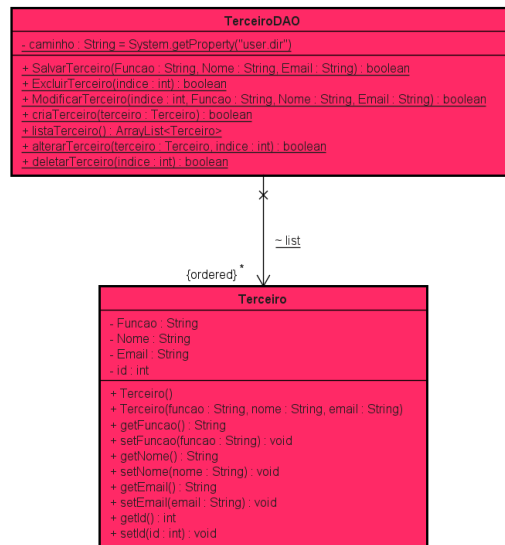 TerceiroDAO
- caminho : String = System.getProperty("user.dir")
+ SalvarTerceiro(Funcao : String, Nome : String, Email : String) : boolean
+ ExcluirTerceiro(indice : int) : boolean
+ ModificarTerceiro(indice : int, Funcao : String, Nome : String, Email : String) : boolean
+ criaTerceiro(terceiro : Terceiro) : boolean
+ listaTerceiro() : ArrayList<Terceiro>
+ alterarTerceiro(terceiro : Terceiro, indice : int) : boolean
+ deletarTerceiro(indice : int) : boolean
~ list
{ordered} *
Terceiro
- Funcao : String
- Nome : String
- Email : String
- id : int
+ Terceiro()
+ Terceiro(funcao : String, nome : String, email : String)
+ getFuncao() : String
+ setFuncao(funcao : String) : void
+ getNome() : String
+ setNome(nome : String) : void
+ getEmail() : String
+ setEmail(email : String) : void
+ getId() : int
+ setId(id : int) : void